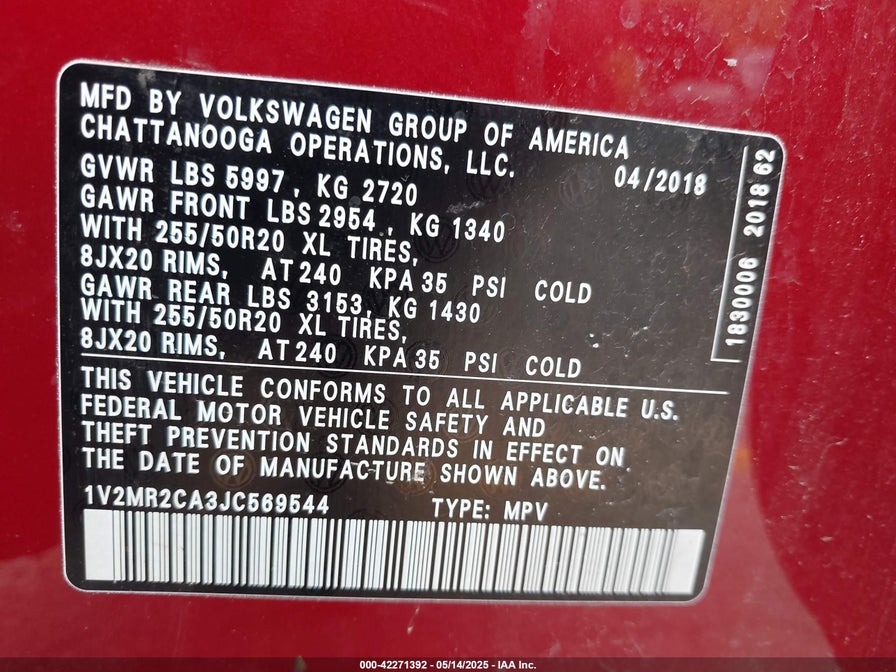 MFD BY VOLKSWAGEN GROUP OF AMERICA
CHATTANOOGA OPERATIONS, LLC.
04/2018
GVWR LBS 5997, KG 2720
GAWR FRONT LBS 2954, KG 1340
WITH 255/50R20 XL TIRES,
8JX20 RIMS, AT 240 KPA 35 PSI COLD
GAWR REAR LBS 3153, KG 1430
WITH 255/50R20 XL TIRES,
8JX20 RIMS, AT 240 KPA 35 PSI COLD
1830006 2018 62
THIS VEHICLE CONFORMS TO ALL APPLICABLE U.S.
FEDERAL MOTOR VEHICLE SAFETY AND
THEFT PREVENTION STANDARDS IN EFFECT ON
THE DATE OF MANUFACTURE SHOWN ABOVE.
1V2MR2CA3JC569544 TYPE: MPV
000-42271392 - 05/14/2025 - IAA Inc.